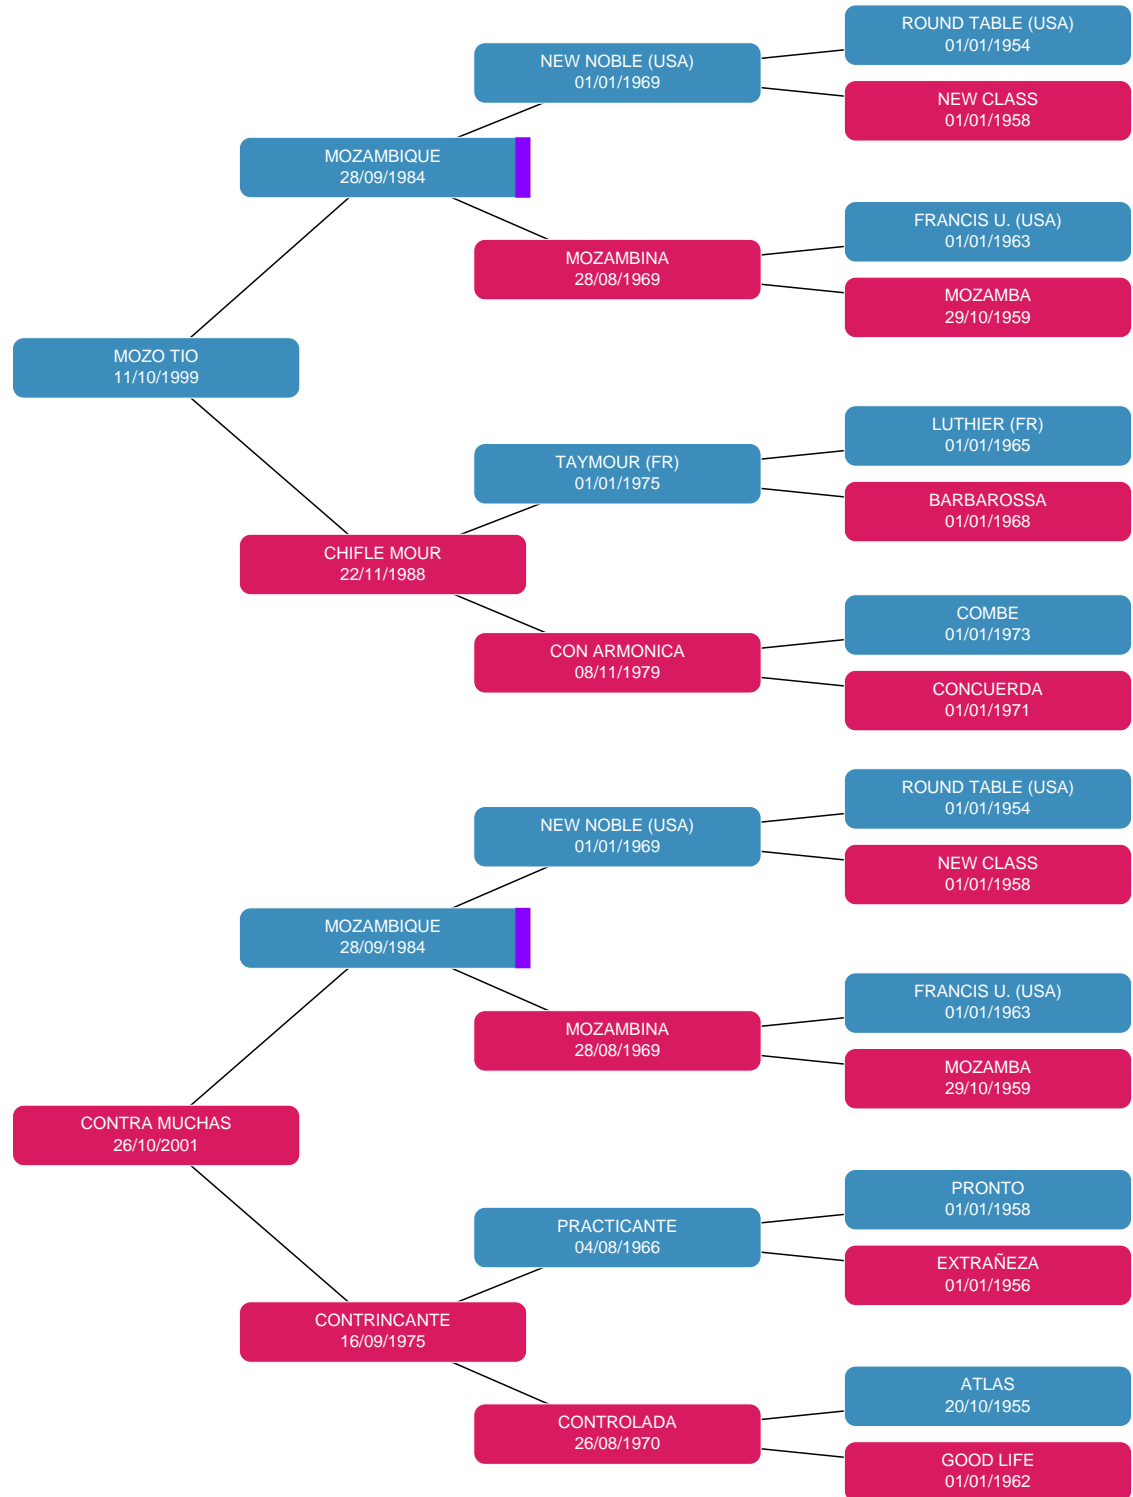 ROUND TABLE (USA)
01/01/1954
NEW NOBLE (USA)
01/01/1969
NEW CLASS
01/01/1958
MOZAMBIQUE
28/09/1984
FRANCIS U. (USA)
01/01/1963
MOZAMBINA
28/08/1969
MOZAMBA
29/10/1959
MOZO TIO
11/10/1999
LUTHIER (FR)
01/01/1965
TAYMOUR (FR)
01/01/1975
BARBAROSSA
01/01/1968
CHIFLE MOUR
22/11/1988
COMBE
01/01/1973
CON ARMONICA
08/11/1979
CONCUERDA
01/01/1971
ROUND TABLE (USA)
01/01/1954
NEW NOBLE (USA)
01/01/1969
NEW CLASS
01/01/1958
MOZAMBIQUE
28/09/1984
FRANCIS U. (USA)
01/01/1963
MOZAMBINA
28/08/1969
MOZAMBA
29/10/1959
CONTRA MUCHAS
26/10/2001
PRONTO
01/01/1958
PRACTICANTE
04/08/1966
EXTRAÑEZA
01/01/1956
CONTRINCANTE
16/09/1975
ATLAS
20/10/1955
CONTROLADA
26/08/1970
GOOD LIFE
01/01/1962